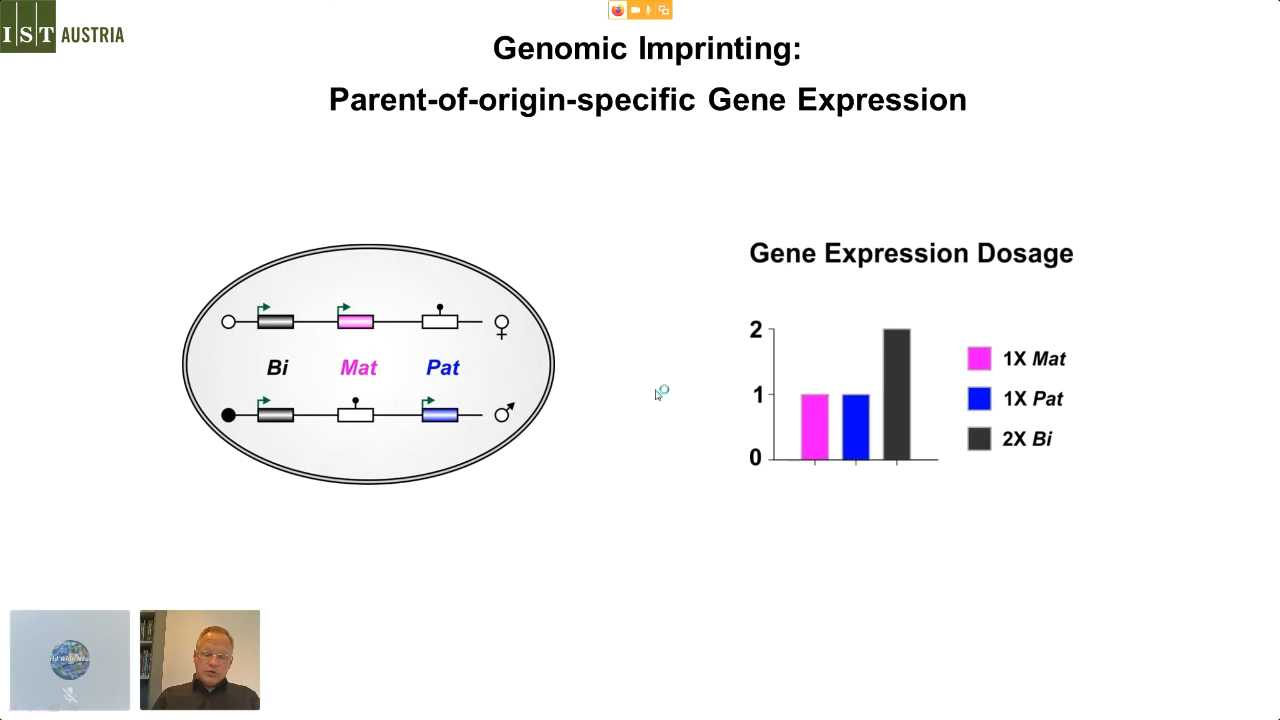 IST AUSTRIA
Genomic Imprinting:
Parent-of-origin-specific Gene Expression
Gene Expression Dosage
Bi Mat Pat
2
1
0
1X Mat
1X Pat
2X Bi